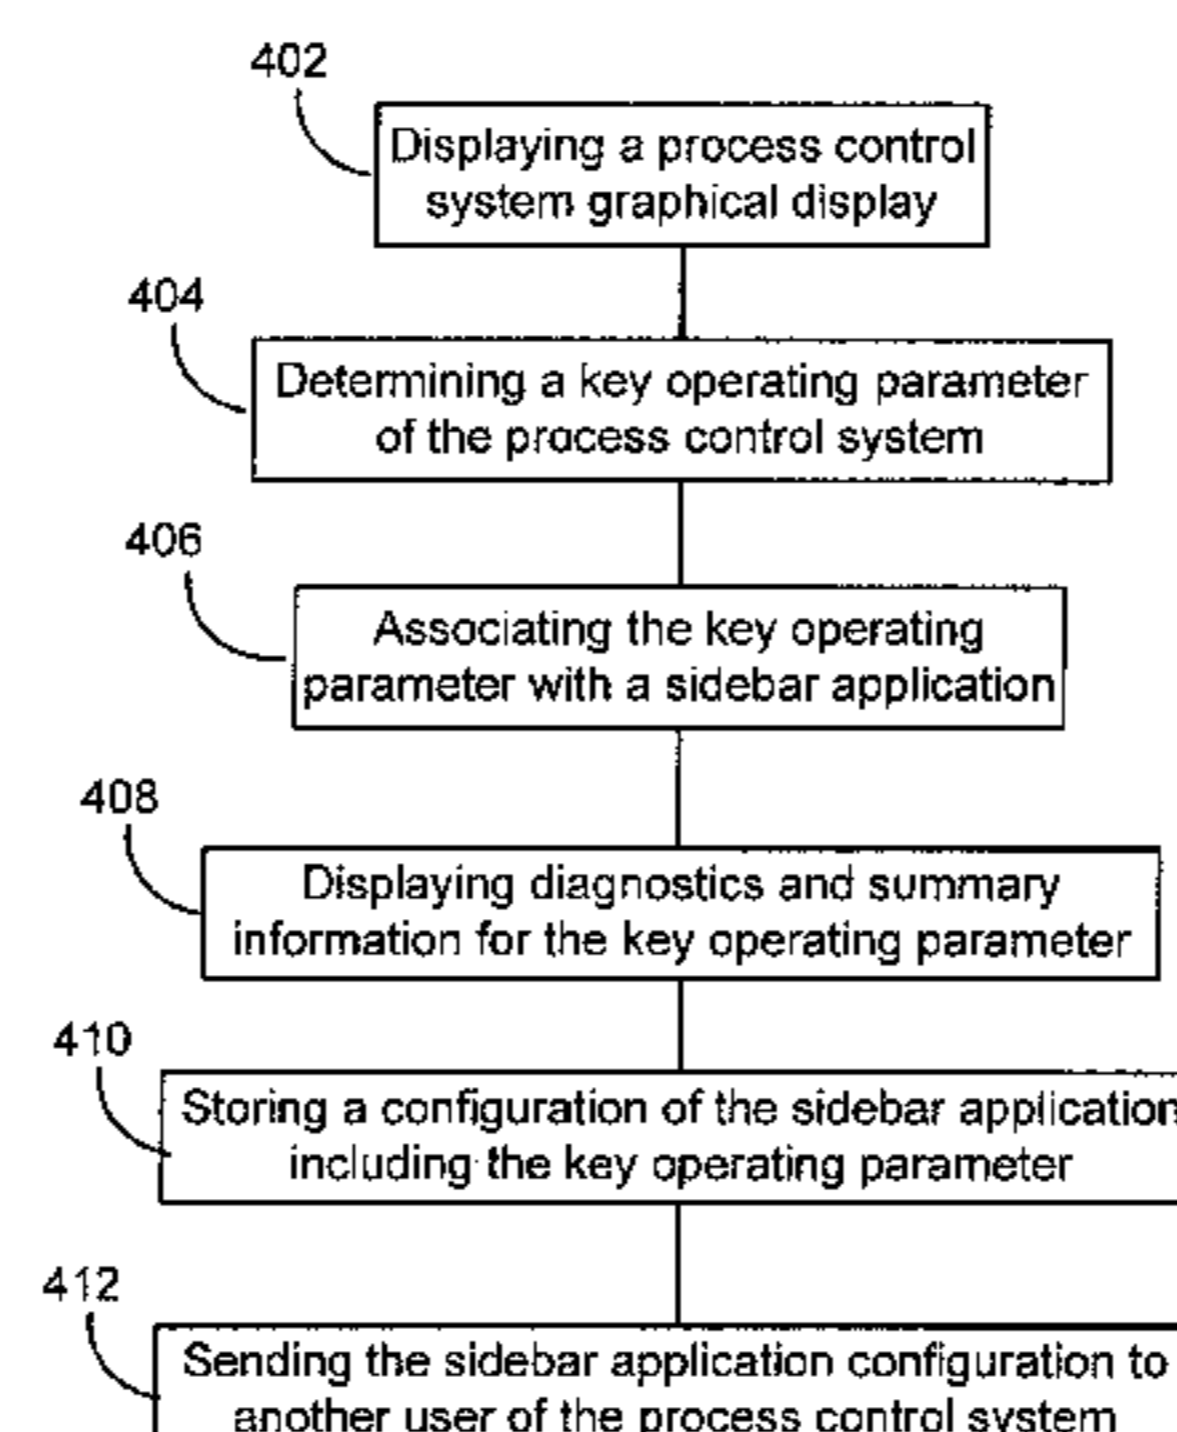 402
Displaying a process control
system graphical display
404
Determining a key operating parameter
of the process control system
406
Associating the key operating
parameter with a sidebar application
408
Displaying diagnostics and summary
information for the key operating parameter
410
Storing a configuration of the sidebar application
including the key operating parameter
412
Sending the sidebar application configuration to
another user of the process control system